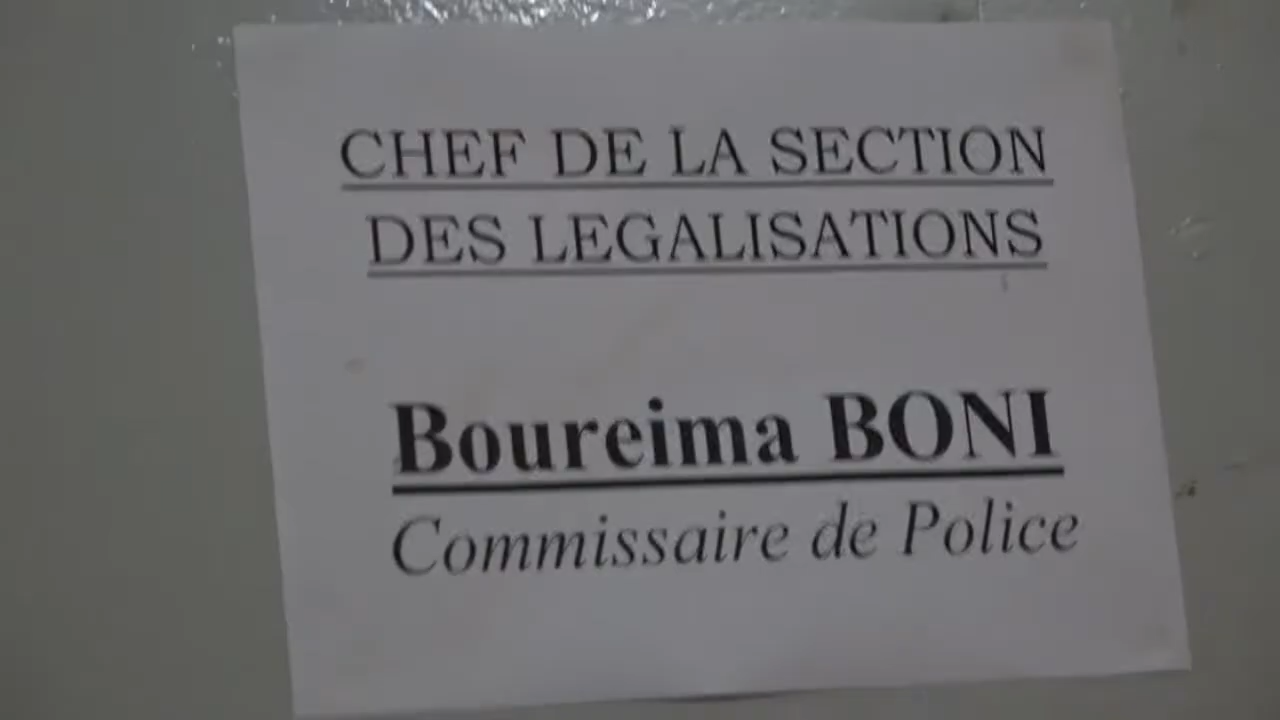 CHEF DE LA SECTION
DES LEGALISATIONS
Boureima BONI
Commissaire de Police